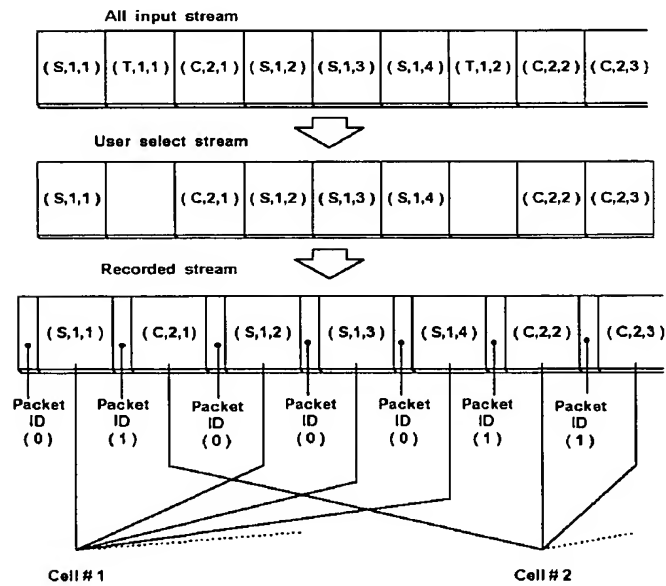 All input stream
( S,1,1 ) ( T,1,1 ) ( C,2,1 ) ( S,1,2 ) ( S,1,3 ) ( S,1,4 ) ( T,1,2 ) ( C,2,2 ) ( C,2,3 )
User select stream
( S,1,1 ) ( C,2,1 ) ( S,1,2 ) ( S,1,3 ) ( S,1,4 ) ( C,2,2 ) ( C,2,3 )
Recorded stream
( S,1,1 ) ( C,2,1 ) ( S,1,2 ) ( S,1,3 ) ( S,1,4 ) ( C,2,2 ) ( C,2,3 )
Packet ID ( 0 )
Packet ID ( 1 )
Packet ID ( 0 )
Packet ID ( 0 )
Packet ID ( 0 )
Packet ID ( 1 )
Packet ID ( 1 )
Cell # 1
Cell # 2